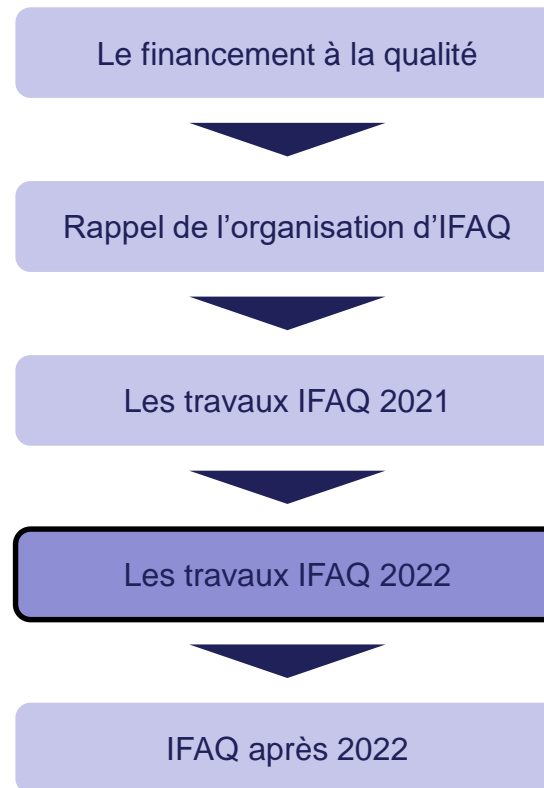 Le financement à la qualité
Rappel de l’organisation d’IFAQ
Les travaux IFAQ 2021
Les travaux IFAQ 2022
IFAQ après 2022